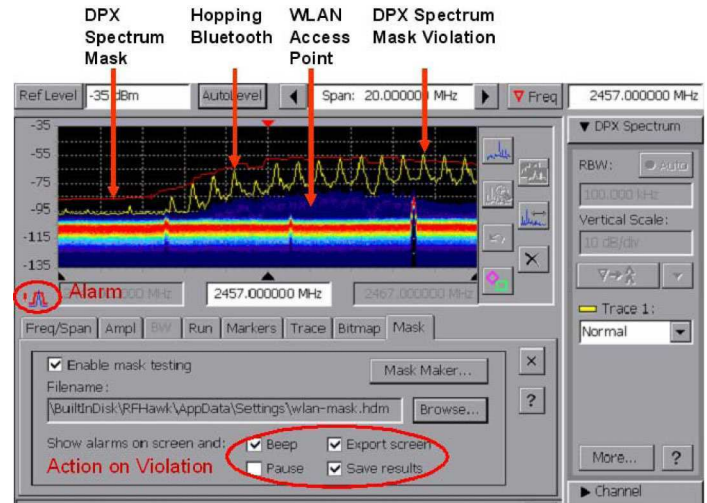 DPX Spectrum Mask
Hopping Bluetooth
WLAN Access Point
DPX Spectrum Mask Violation
Ref Level -35 dBm AutoLevel Span: 20.000000 MHz Freq 2457.000000 MHz
-35
-55
-75
-95
-115
-135
DPX Spectrum
RBW: Auto
100.000 kHz
Vertical Scale:
10 dB/div
Trace 1:
Normal
More... ?
Channel
Alarm
MHz 2457.000000 MHz 2467.000000 MHz
Freq/Span Ampl BW Run Markers Trace Bitmap Mask
Enable mask testing
Mask Maker...
×
Filename:
\BuiltInDisk\RFHawk\AppData\Settings\wlan-mask.hdm Browse...
?
Show alarms on screen and: Beep Export screen
Action on Violation Pause Save results